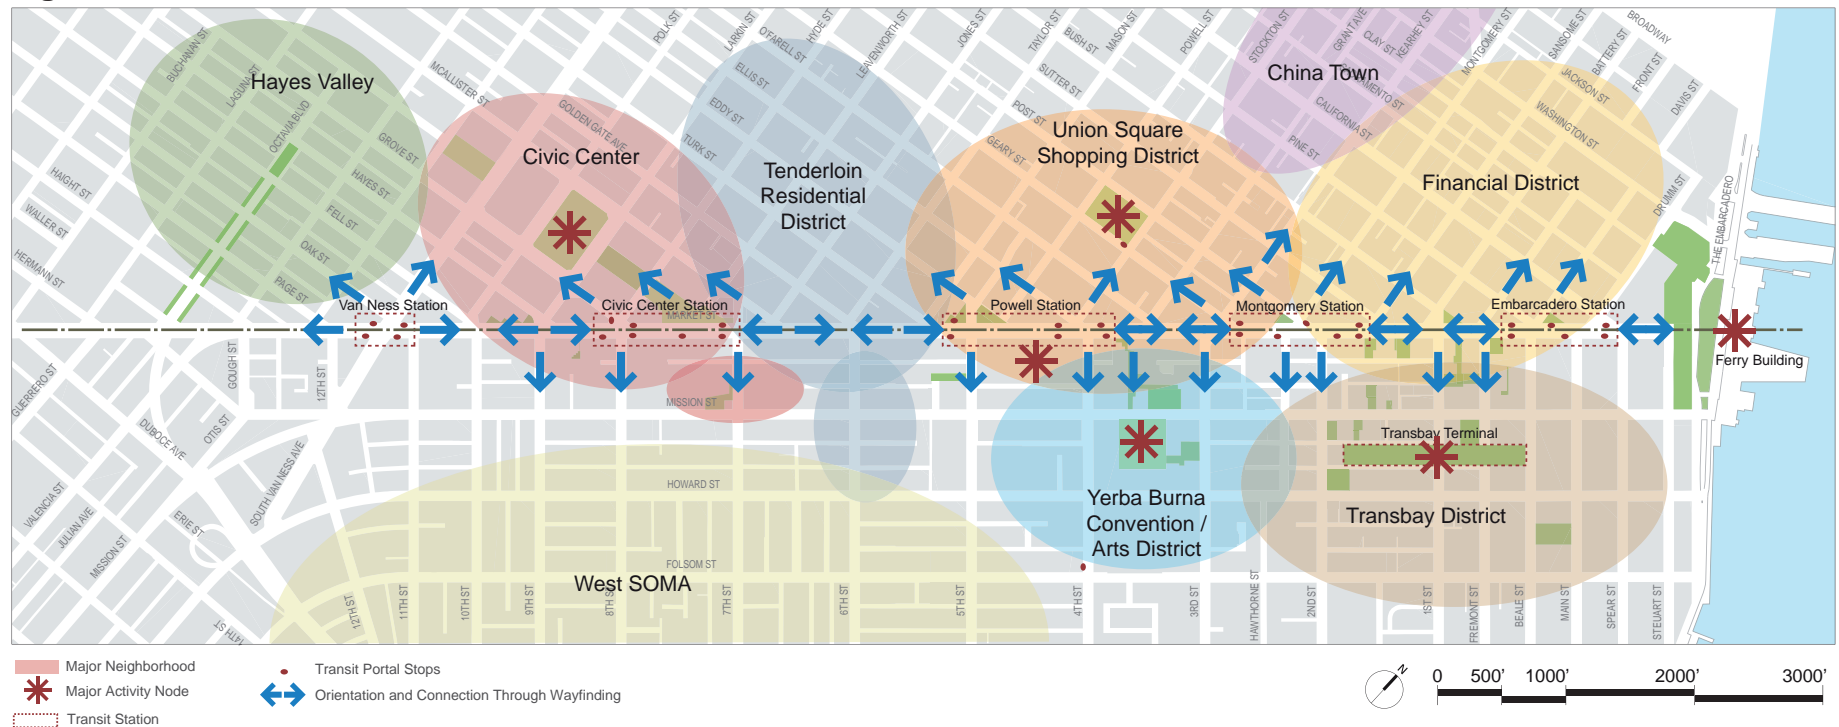 BUCHANAN ST
LAGUNA ST
OCTAVIA BLVD
Hayes Valley
GROVE ST
HAYES ST
FELL ST
OAK ST
PAGE ST
HAIGHT ST
WALLER ST
HERMANN ST
MCALLISTER ST
GOLDEN GATE AVE
POLK ST
LARKIN ST
O'FARELL ST
HYDE ST
LEAVENWORTH ST
JONES ST
TAYLOR ST
BUSH ST
MASON ST
POWELL ST
STOCKTON ST
GRANT AVE
CLAY ST
KEARNEY ST
MONTGOMERY ST
SANSOME ST
BATTERY ST
BROADWAY
FRONT ST
DAVIS ST
ELLIS ST
EDDY ST
TURK ST
SUTTER ST
POST ST
GEARY ST
China Town
SACRAMENTO ST
CALIFORNIA ST
PINE ST
JACKSON ST
WASHINGTON ST
DRUMM ST
THE EMBARCADERO
Civic Center
Tenderloin
Residential
District
Union Square
Shopping District
Financial District
Van Ness Station
Civic Center Station
MARKET ST
Powell Station
Montgomery Station
Embarcadero Station
Ferry Building
GUERRERO ST
GOUGH ST
12TH ST
OTIS ST
DUBOCE AVE
SOUTH VAN NESS AVE
VALENCIA ST
JULIAN AVE
MISSION ST
ERIE ST
14TH ST
MISSION ST
HOWARD ST
FOLSOM ST
West SOMA
Yerba Burna
Convention /
Arts District
Transbay Terminal
Transbay District
12TH ST
11TH ST
10TH ST
9TH ST
8TH ST
7TH ST
6TH ST
5TH ST
4TH ST
3RD ST
HAWTHORNE ST
2ND ST
1ST ST
FREMONT ST
BEALE ST
MAIN ST
SPEAR ST
STEUART ST
Major Neighborhood
Major Activity Node
Transit Station
Transit Portal Stops
Orientation and Connection Through Wayfinding
N
0 500' 1000' 2000' 3000'